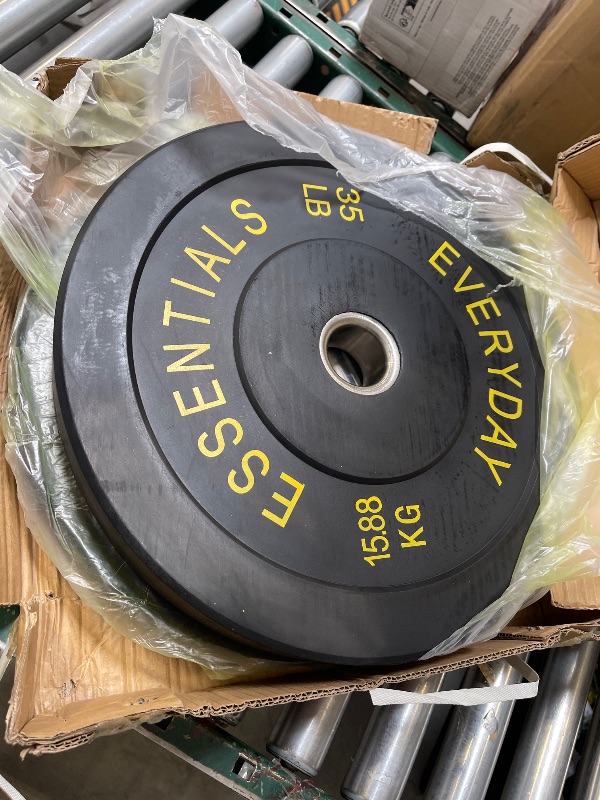 EVERYDAY
ESSENTIALS
35
LB
15.88
KG